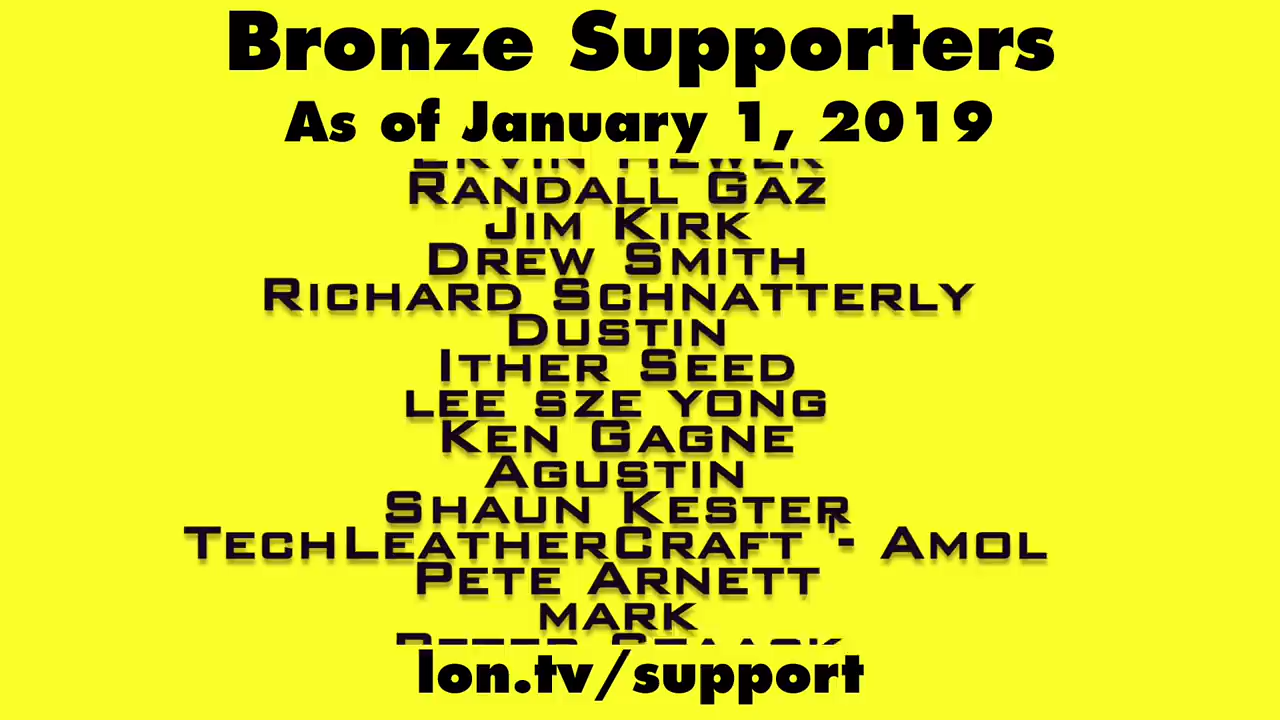 Bronze Supporters
As of January 1, 2019
Randall Gaz
Jim Kirk
Drew Smith
Richard Schnatterly
Dustin
Ither Seed
lee sze yong
Ken Gagne
Agustin
Shaun Kester
TechLeatherCraft - Amol
Pete Arnett
mark
lon.tv/support